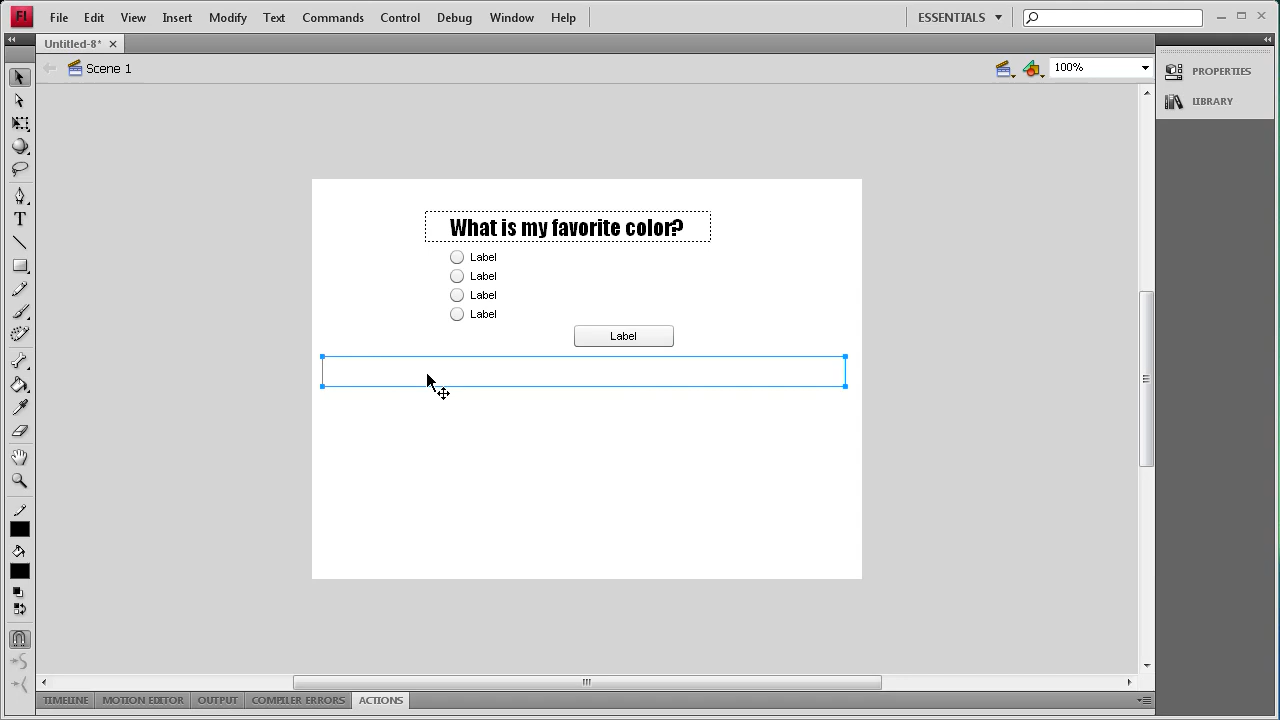 Fl File Edit View Insert Modify Text Commands Control Debug Window Help ESSENTIALS
Untitled-8*
Scene 1 100%
PROPERTIES
LIBRARY
What is my favorite color?
Label
Label
Label
Label
Label
T
TIMELINE MOTION EDITOR OUTPUT COMPILER ERRORS ACTIONS